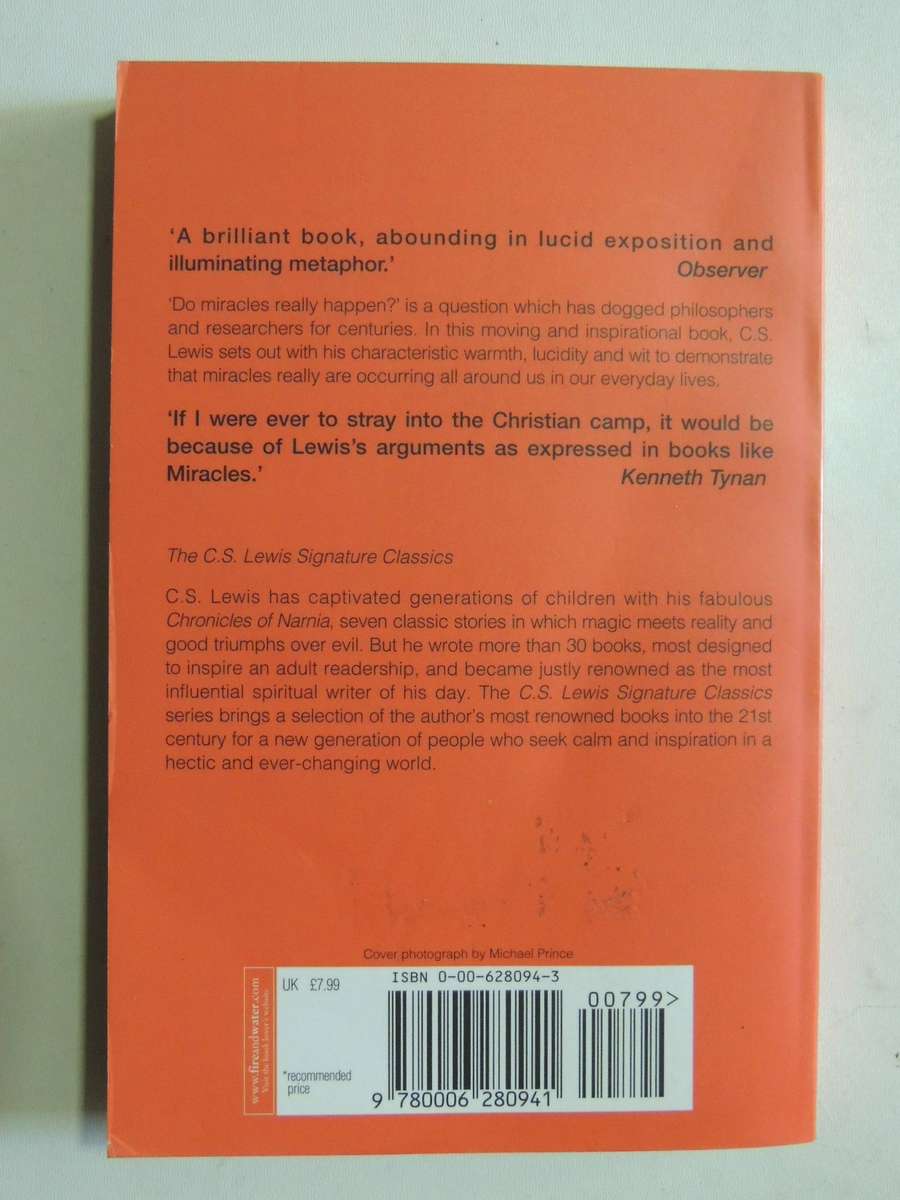 ‘A brilliant book, abounding in lucid exposition and
illuminating metaphor.’ Observer
‘Do miracles really happen?’ is a question which has dogged philosophers
and researchers for centuries. In this moving and inspirational book, C.S.
Lewis sets out with his characteristic warmth, lucidity and wit to demonstrate
that miracles really are occurring all around us in our everyday lives.
‘If I were ever to stray into the Christian camp, it would be
because of Lewis’s arguments as expressed in books like
Miracles.’ Kenneth Tynan
The C.S. Lewis Signature Classics
C.S. Lewis has captivated generations of children with his fabulous
Chronicles of Narnia, seven classic stories in which magic meets reality and
good triumphs over evil. But he wrote more than 30 books, most designed
to inspire an adult readership, and became justly renowned as the most
influential spiritual writer of his day. The C.S. Lewis Signature Classics
series brings a selection of the author’s most renowned books into the 21st
century for a new generation of people who seek calm and inspiration in a
hectic and ever-changing world.
Cover photograph by Michael Prince
www.fireandwater.com
Visit the book lover's website
UK £7.99
*recommended
price
ISBN 0-00-628094-3
00799>
9 780006 280941